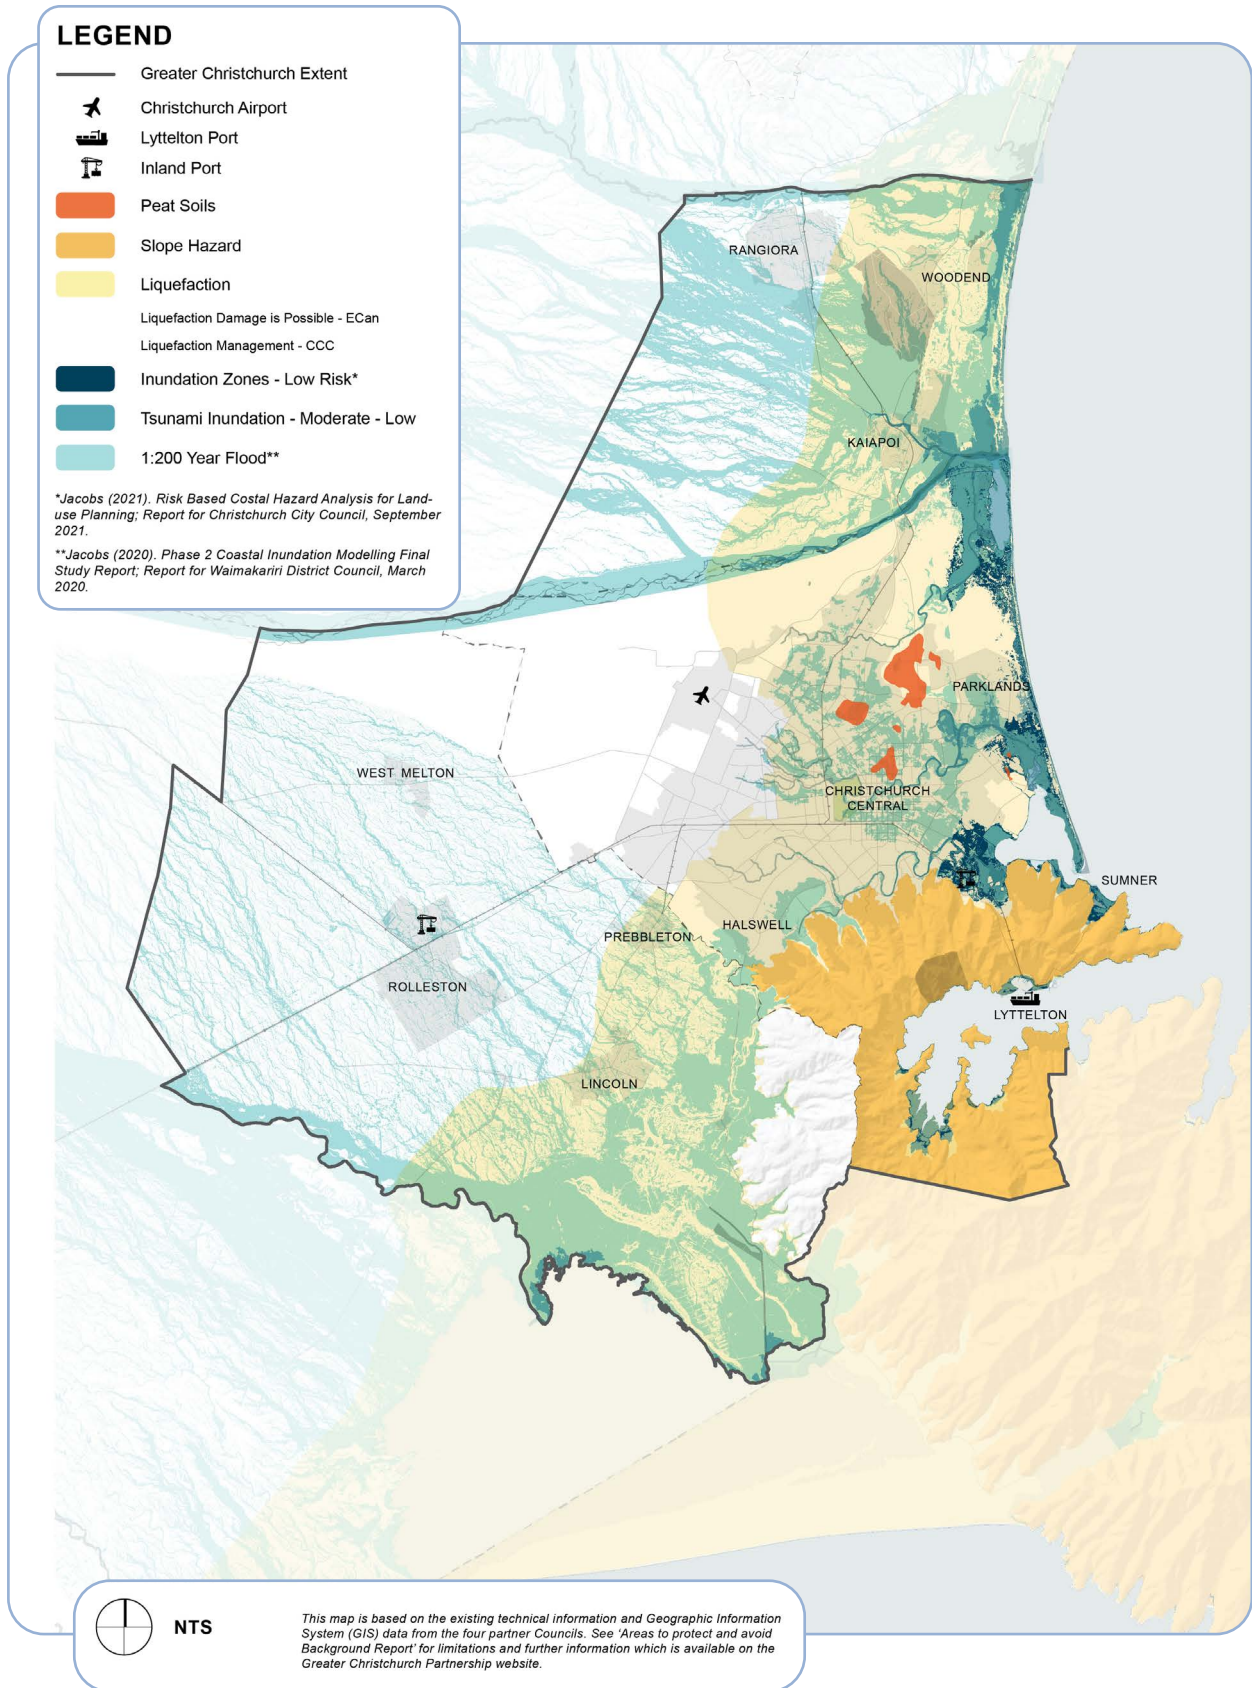 LEGEND
Greater Christchurch Extent
Christchurch Airport
Lyttelton Port
Inland Port
Peat Soils
Slope Hazard
Liquefaction
Liquefaction Damage is Possible - ECan
Liquefaction Management - CCC
Inundation Zones - Low Risk*
Tsunami Inundation - Moderate - Low
1:200 Year Flood**
*Jacobs (2021). Risk Based Costal Hazard Analysis for Land-
use Planning; Report for Christchurch City Council, September
2021.
**Jacobs (2020). Phase 2 Coastal Inundation Modelling Final
Study Report; Report for Waimakariri District Council, March
2020.
RANGIORA
WOODEND
KAIAPOI
PARKLANDS
WEST MELTON
CHRISTCHURCH
CENTRAL
SUMNER
HALSWELL
PREBBLETON
ROLLESTON
LYTTELTON
LINCOLN
NTS
This map is based on the existing technical information and Geographic Information
System (GIS) data from the four partner Councils. See 'Areas to protect and avoid
Background Report' for limitations and further information which is available on the
Greater Christchurch Partnership website.